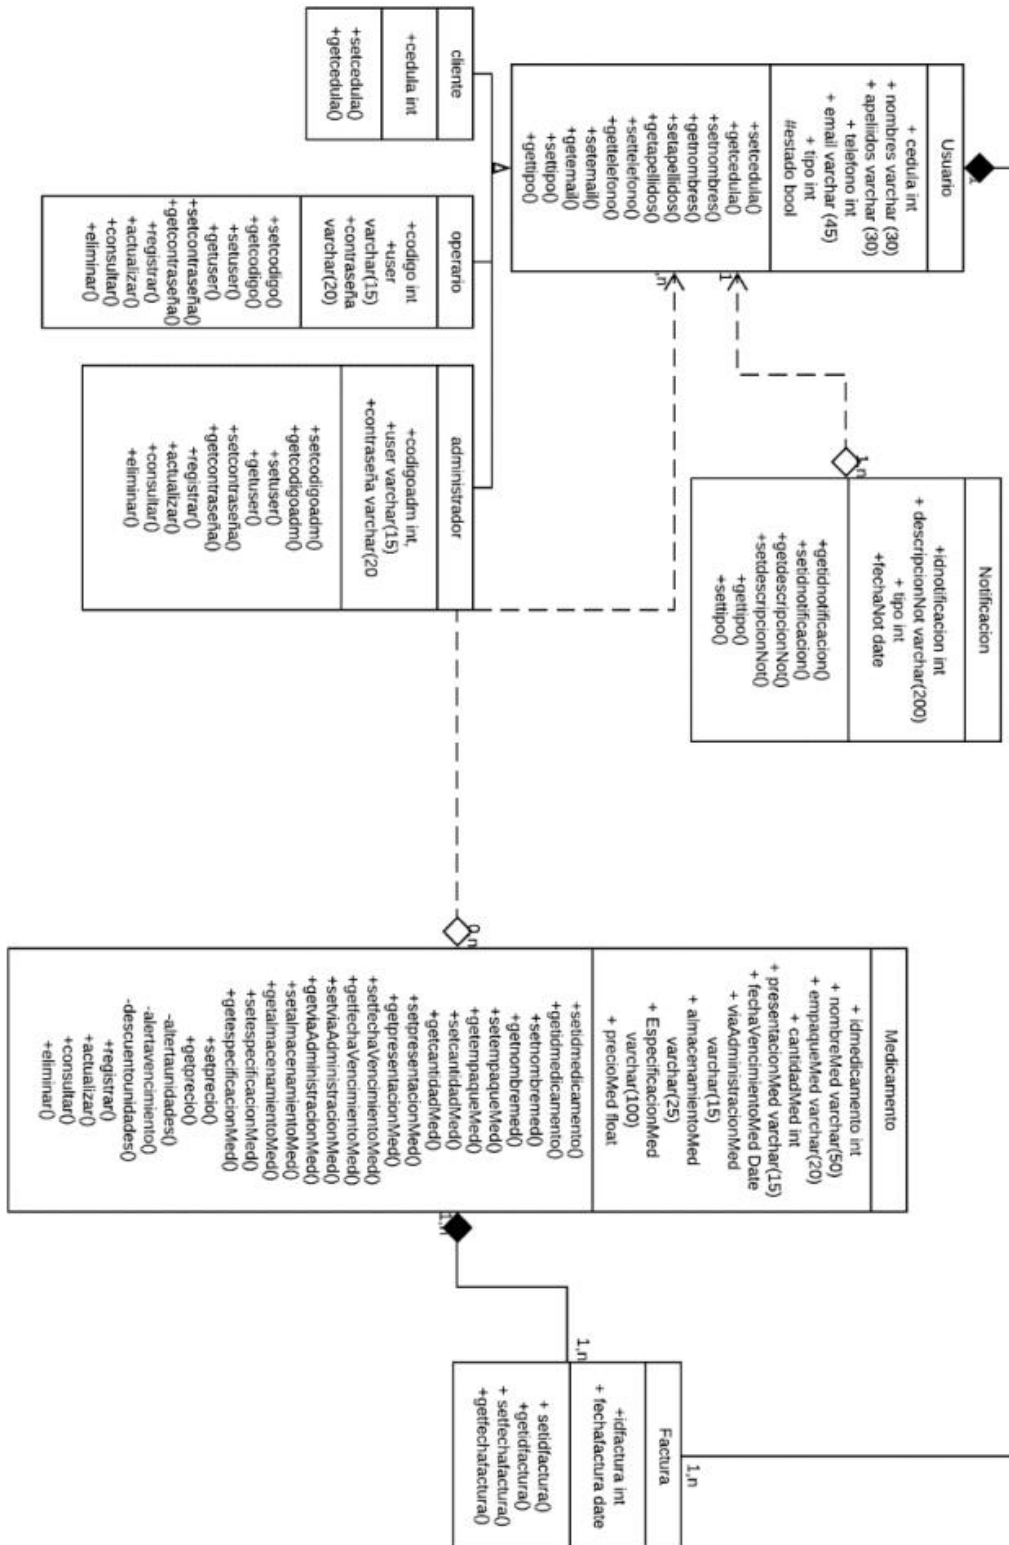 Usuario
+ cedula int
+ nombres varchar (30)
+ apeliidos varchar (30)
+ telefono int
+ email varchar (45)
+ tipo int
#estado bool
+setcedula()
+getcedula()
+setnombres()
+getnombres()
+setapellidos()
+getapellidos()
+settelefono()
+gettelefono()
+setemail()
+getemail()
+settipo()
+gettipo()
1
,n
cliente
+cedula int
+setcedula()
+getcedula()
operario
+codigo int
+user
varchar(15)
+contraseña
varchar(20)
+setcodigo()
+getcodigo()
+setuser()
+getuser()
+setcontraseña()
+getcontraseña()
+registrar()
+actualizar()
+consultar()
+eliminar()
administrador
+codigoadm int,
+user varchar(15)
+contraseña varchar(20
+setcodigoadm()
+getcodigoadm()
+setuser()
+getuser()
+setcontraseña()
+getcontraseña()
+registrar()
+actualizar()
+consultar()
+eliminar()
1,n
Notificacion
+idnotificacion int
+ descripcionNot varchar(200)
+ tipo int
+fechaNot date
+getidnotificacion()
+setidnotificacion()
+getdescripcionNot()
+setdescripcionNot()
+gettipo()
+settipo()
0,n
Medicamento
+ idmedicamento int
+ nombreMed varchar(50)
+ empaqueMed varchar(20)
+ cantidadMed int
+ presentacionMed varchar(15)
+ fechaVencimientoMed Date
+ viaAdministracionMed
varchar(15)
+ almacenamientoMed
varchar(25)
+ EspecificacionMed
varchar(100)
+ precioMed float
+setidmedicamento()
+getidmedicamento()
+setnombremed()
+getnombremed()
+setempaqueMed()
+getempaqueMed()
+setcantidadMed()
+getcantidadMed()
+setpresentacionMed()
+getpresentacionMed()
+setfechaVencimientoMed()
+getfechaVencimientoMed()
+setviaAdministracionMed()
+getviaAdministracionMed()
+setalmacenamientoMed()
+getalmacenamientoMed()
+setespecificacionMed()
+getespecificacionMed()
+setprecio()
+getprecio()
-altertaunidades()
-alertavencimiento()
-descuentounidades()
+registrar()
+actualizar()
+consultar()
+eliminar()
1,n
1,n
1,n
Factura
+idfactura int
+ fechafactura date
+ setidfactura()
+getidfactura()
+ setfechafactura()
+getfechafactura()